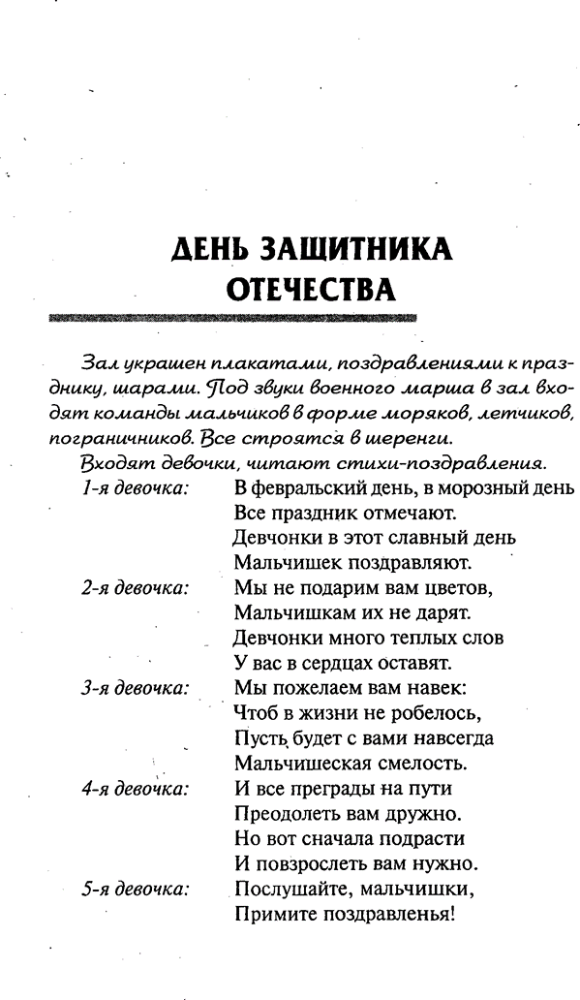 ДЕНЬ ЗАЩИТНИКА
ОТЕЧЕСТВА
Зал украшен плакатами, поздравлениями к праз-
днику, шарами. Под звуки военного марша в зал вхо-
дят команды мальчиков в форме моряков, летчиков,
пограничников. Все строятся в шеренги.
Входят девочки, читают стихи-поздравления.
1-я девочка: В февральский день, в морозный день
Все праздник отмечают.
Девчонки в этот славный день
Мальчишек поздравляют.
2-я девочка: Мы не подарим вам цветов,
Мальчишкам их не дарят.
Девчонки много теплых слов
У вас в сердцах оставят.
3-я девочка: Мы пожелаем вам навек:
Чтоб в жизни не робелось,
Пусть будет с вами навсегда
Мальчишеская смелость.
4-я девочка: И все преграды на пути
Преодолеть вам дружно.
Но вот сначала подрасти
И повзрослеть вам нужно.
5-я девочка: Послушайте, мальчишки,
Примите поздравленья!